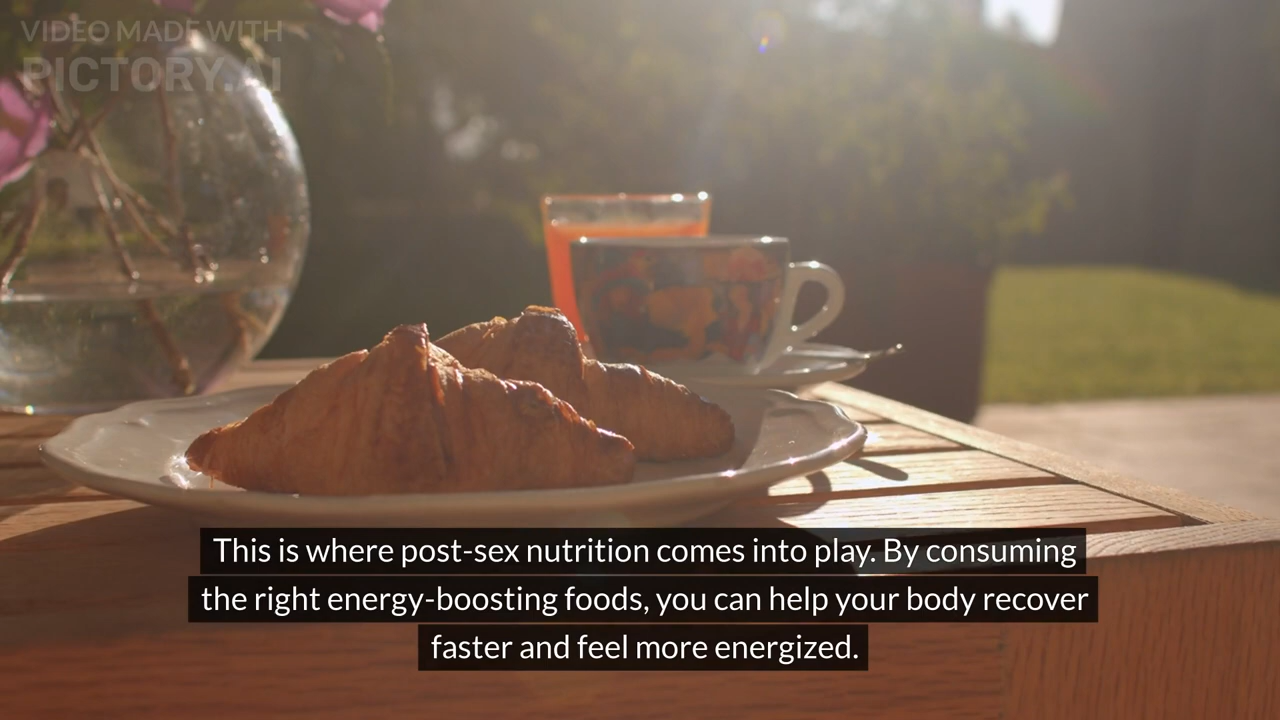 VIDEO MADE WITH
PICTORY.AI
This is where post-sex nutrition comes into play. By consuming
the right energy-boosting foods, you can help your body recover
faster and feel more energized.